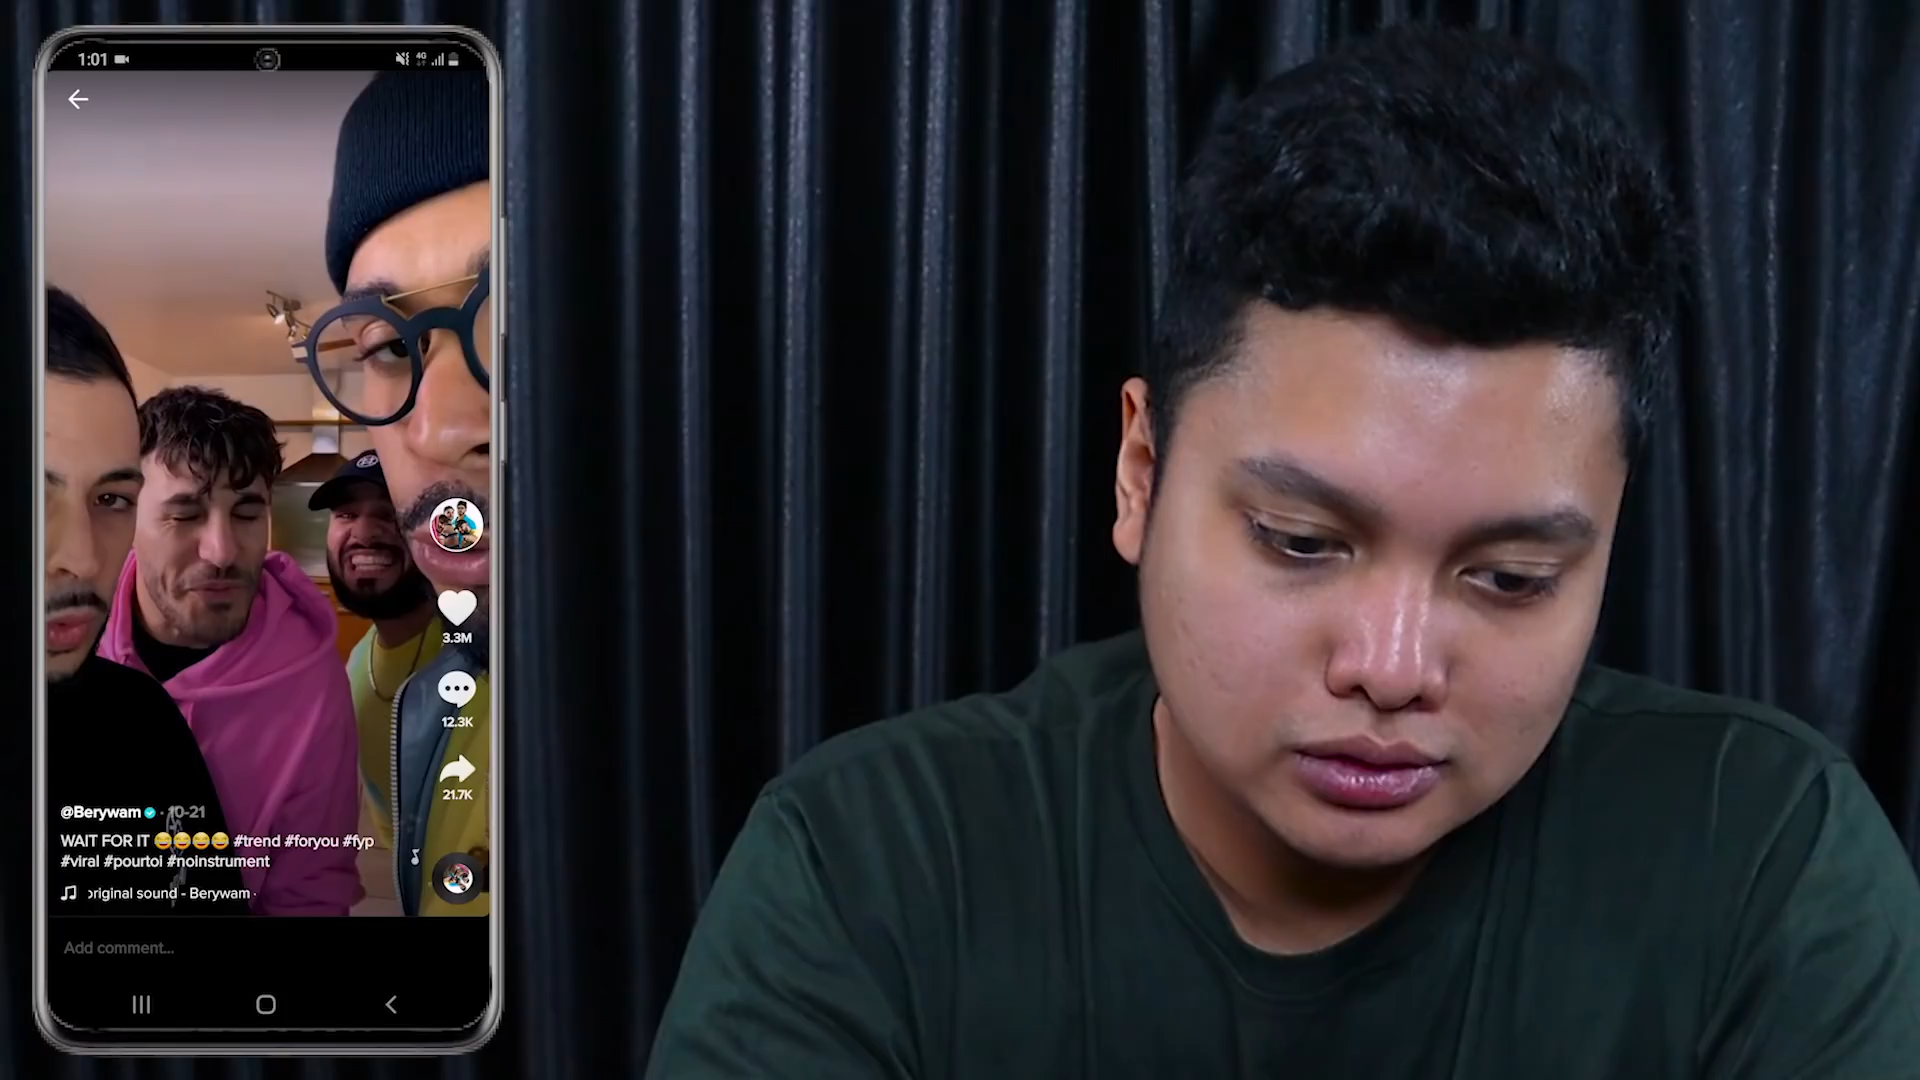 1:01
4G
3.3M
12.3K
21.7K
@Berywam · 10-21
WAIT FOR IT 😂😂😂😂 #trend #foryou #fyp
#viral #pourtoi #noinstrument
original sound - Berywam ·
Add comment...